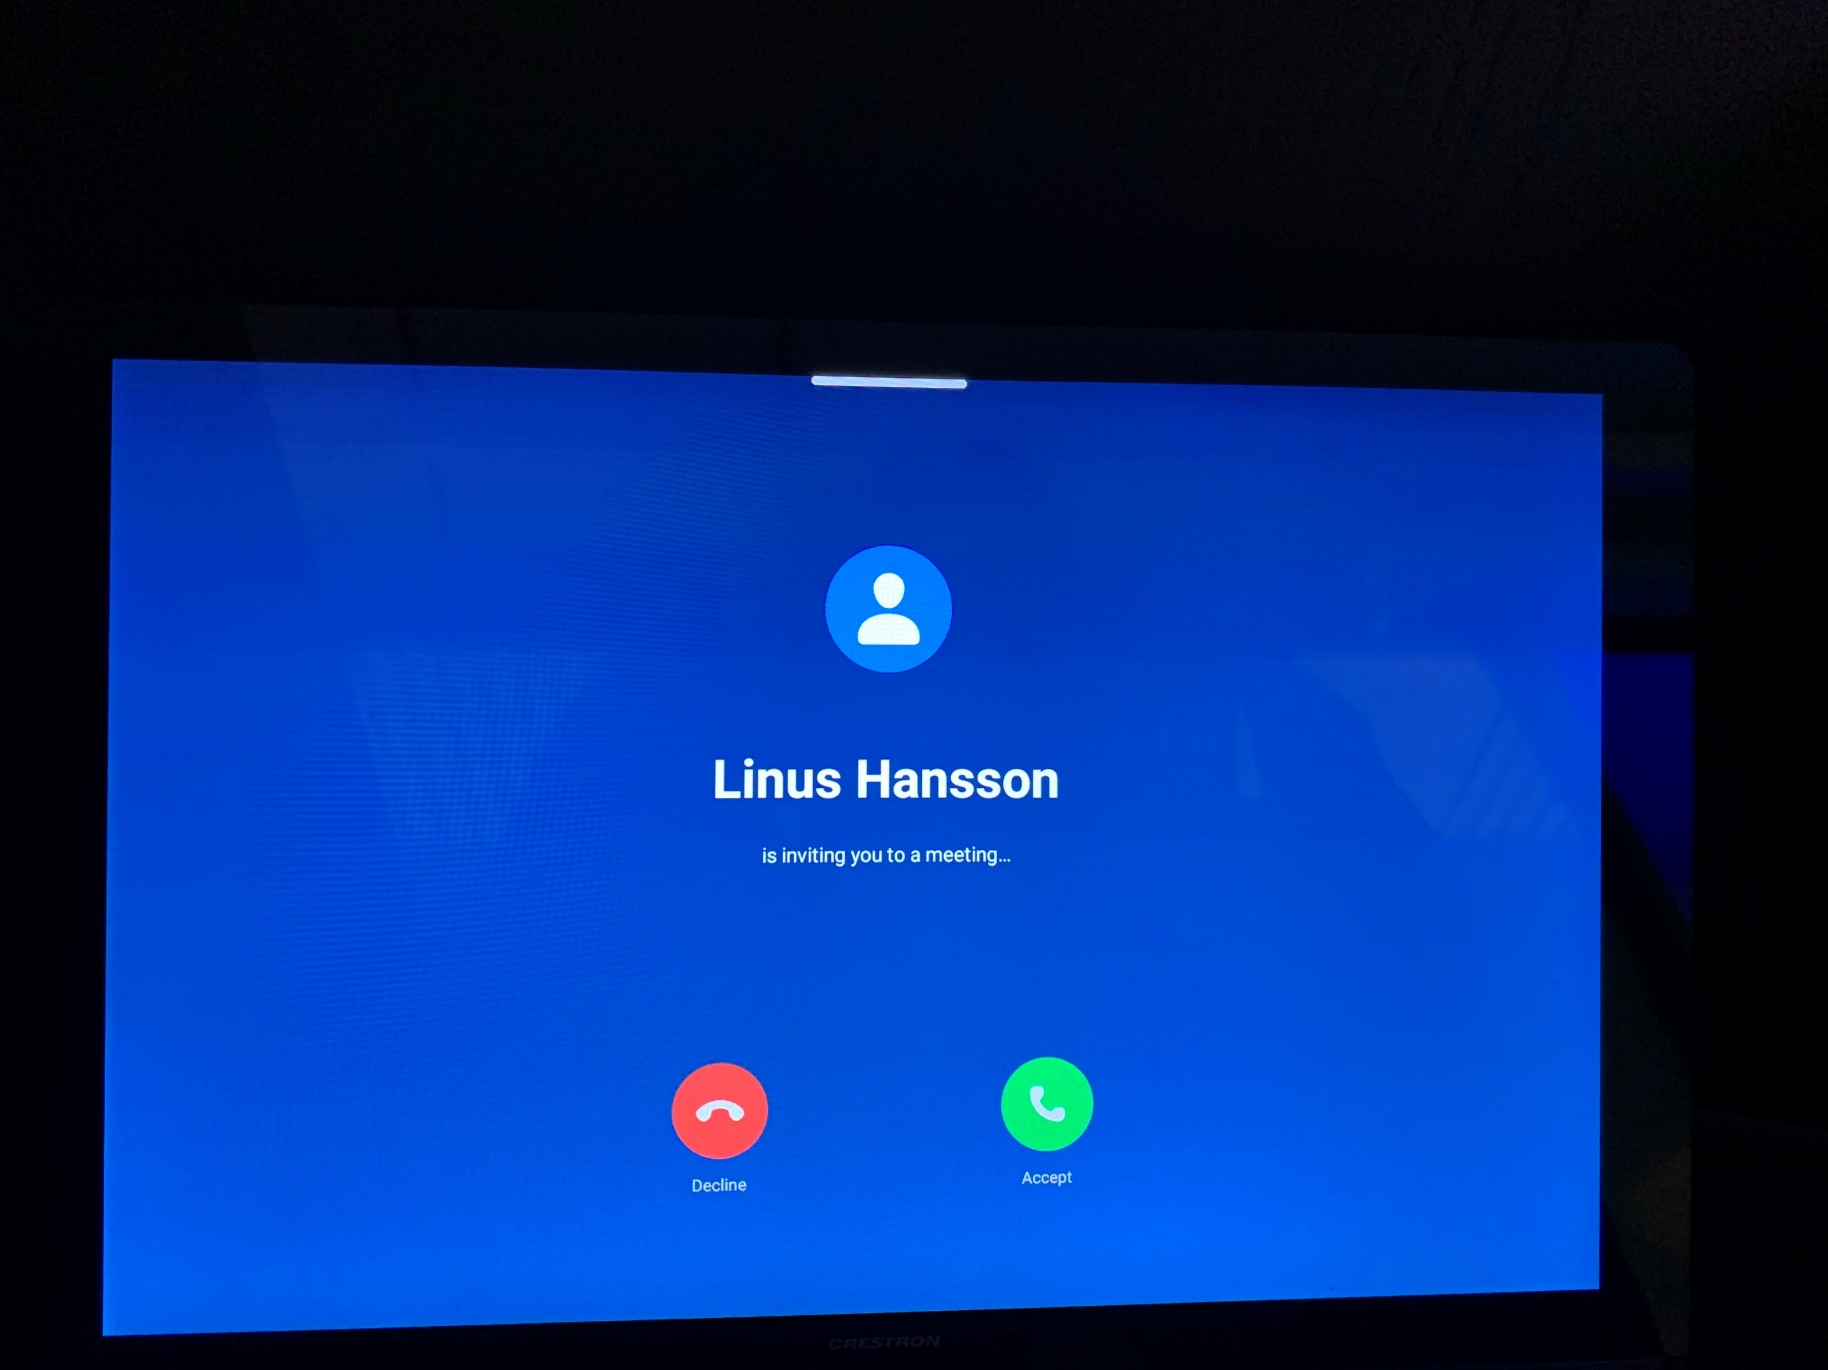 Linus Hansson
is inviting you to a meeting...
Decline
Accept
CRESTRON